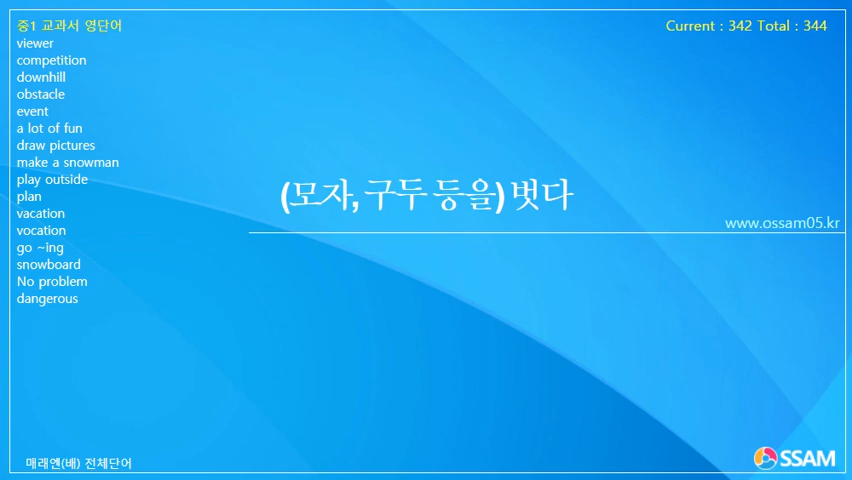 중1 교과서 영단어
Current : 342 Total : 344
viewer
competition
downhill
obstacle
event
a lot of fun
draw pictures
make a snowman
play outside
plan
vacation
vocation
go ~ing
snowboard
No problem
dangerous
(모자, 구두 등을) 벗다
www.ossam05.kr
매래엔(배) 전체단어
OSSAM